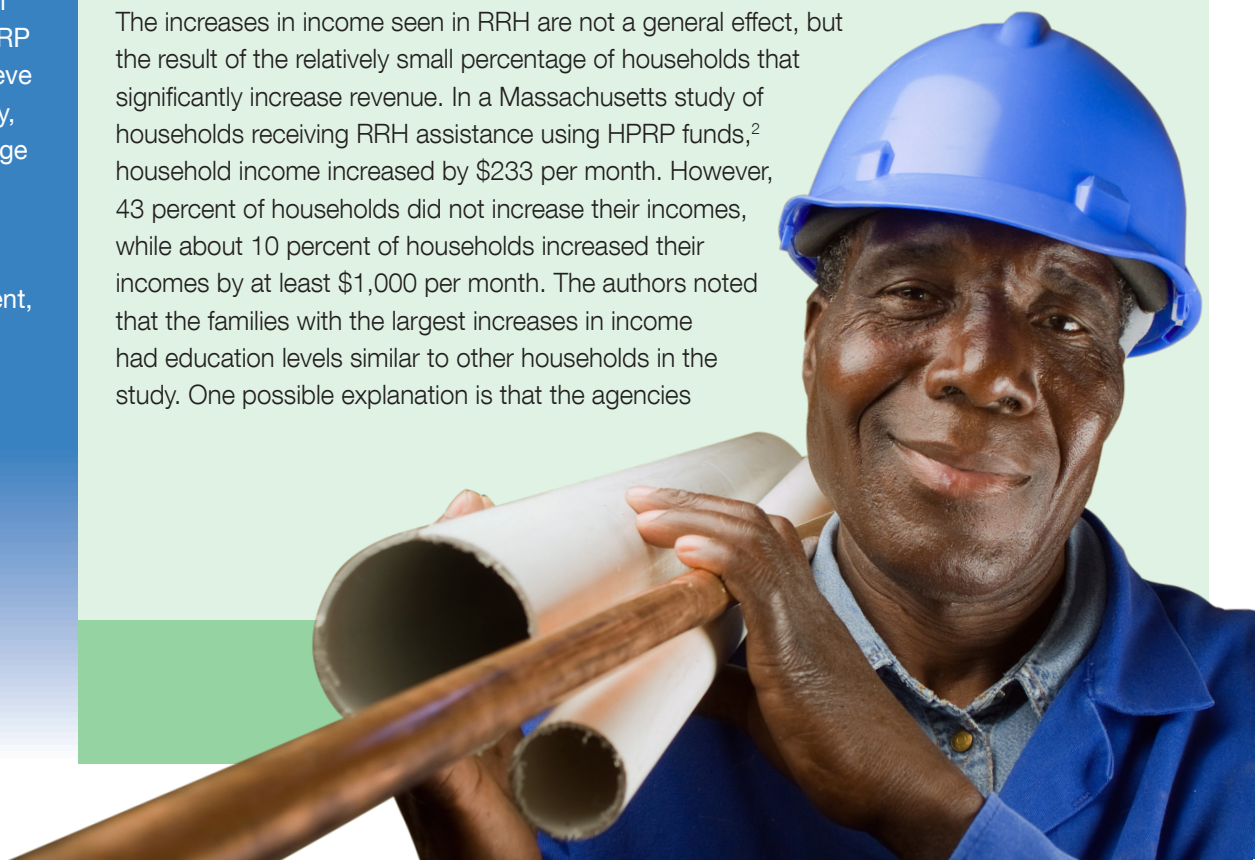 RP
eve
y,
ge
ent,
The increases in income seen in RRH are not a general effect, but
the result of the relatively small percentage of households that
significantly increase revenue. In a Massachusetts study of
households receiving RRH assistance using HPRP funds,²
household income increased by $233 per month. However,
43 percent of households did not increase their incomes,
while about 10 percent of households increased their
incomes by at least $1,000 per month. The authors noted
that the families with the largest increases in income
had education levels similar to other households in the
study. One possible explanation is that the agencies